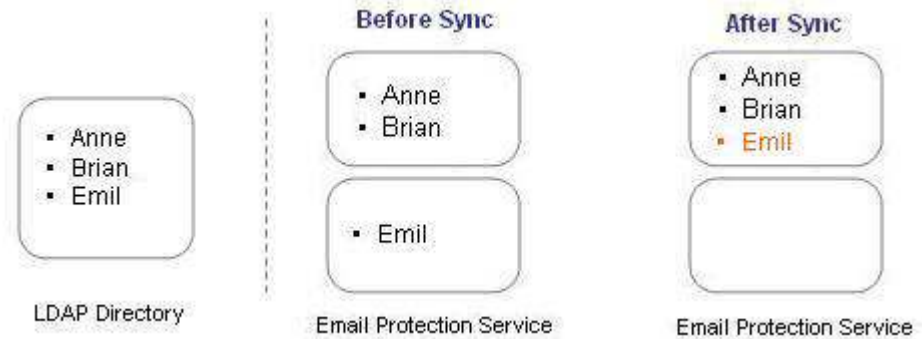 Before Sync
After Sync
▪ Anne
▪ Brian
▪ Emil
LDAP Directory
▪ Anne
▪ Brian
▪ Emil
Email Protection Service
▪ Anne
▪ Brian
▪ Emil
Email Protection Service